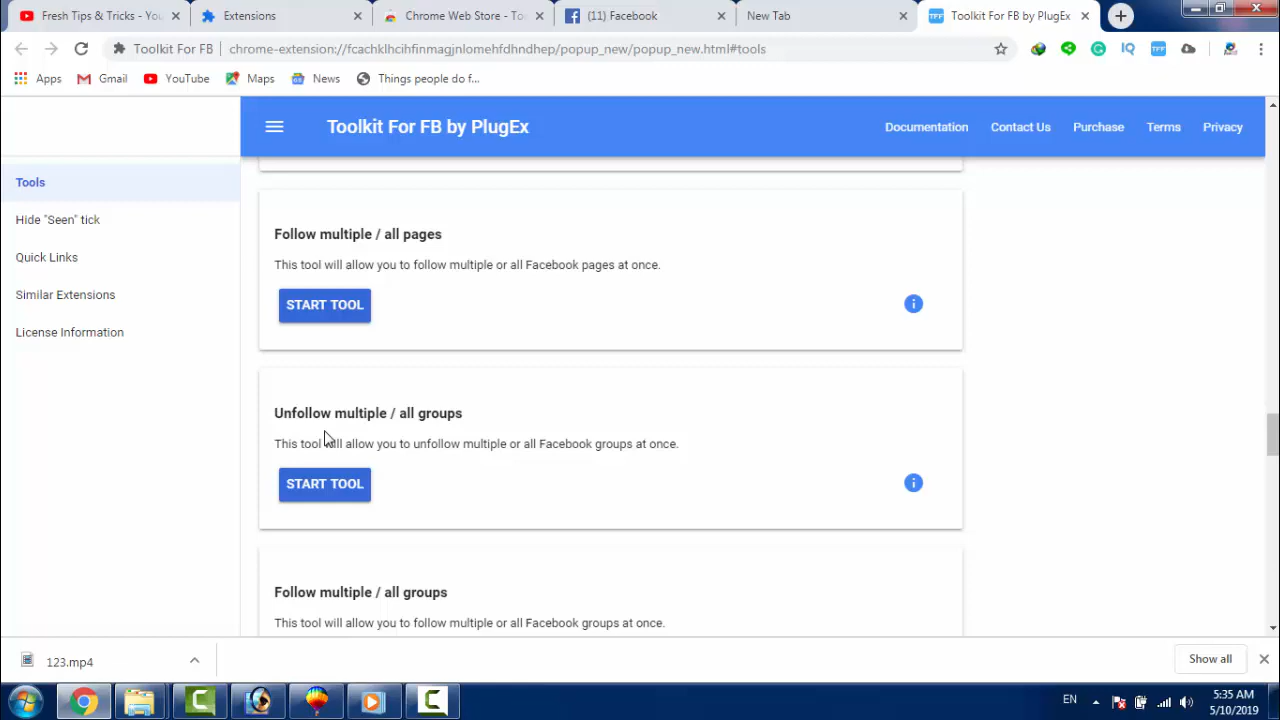 Fresh Tips & Tricks - You
Extensions
Chrome Web Store - To
(11) Facebook
New Tab
TFF
Toolkit For FB by PlugEx
Toolkit For FB
chrome-extension://fcachklhcihfinmagjnlomehfdhndhep/popup_new/popup_new.html#tools
IQ
TFF
Apps
Gmail
YouTube
Maps
News
Things people do f...
Toolkit For FB by PlugEx
Documentation
Contact Us
Purchase
Terms
Privacy
Tools
Hide "Seen" tick
Quick Links
Similar Extensions
License Information
Follow multiple / all pages
This tool will allow you to follow multiple or all Facebook pages at once.
START TOOL
Unfollow multiple / all groups
This tool will allow you to unfollow multiple or all Facebook groups at once.
START TOOL
Follow multiple / all groups
This tool will allow you to follow multiple or all Facebook groups at once.
123.mp4
Show all
EN
5:35 AM
5/10/2019